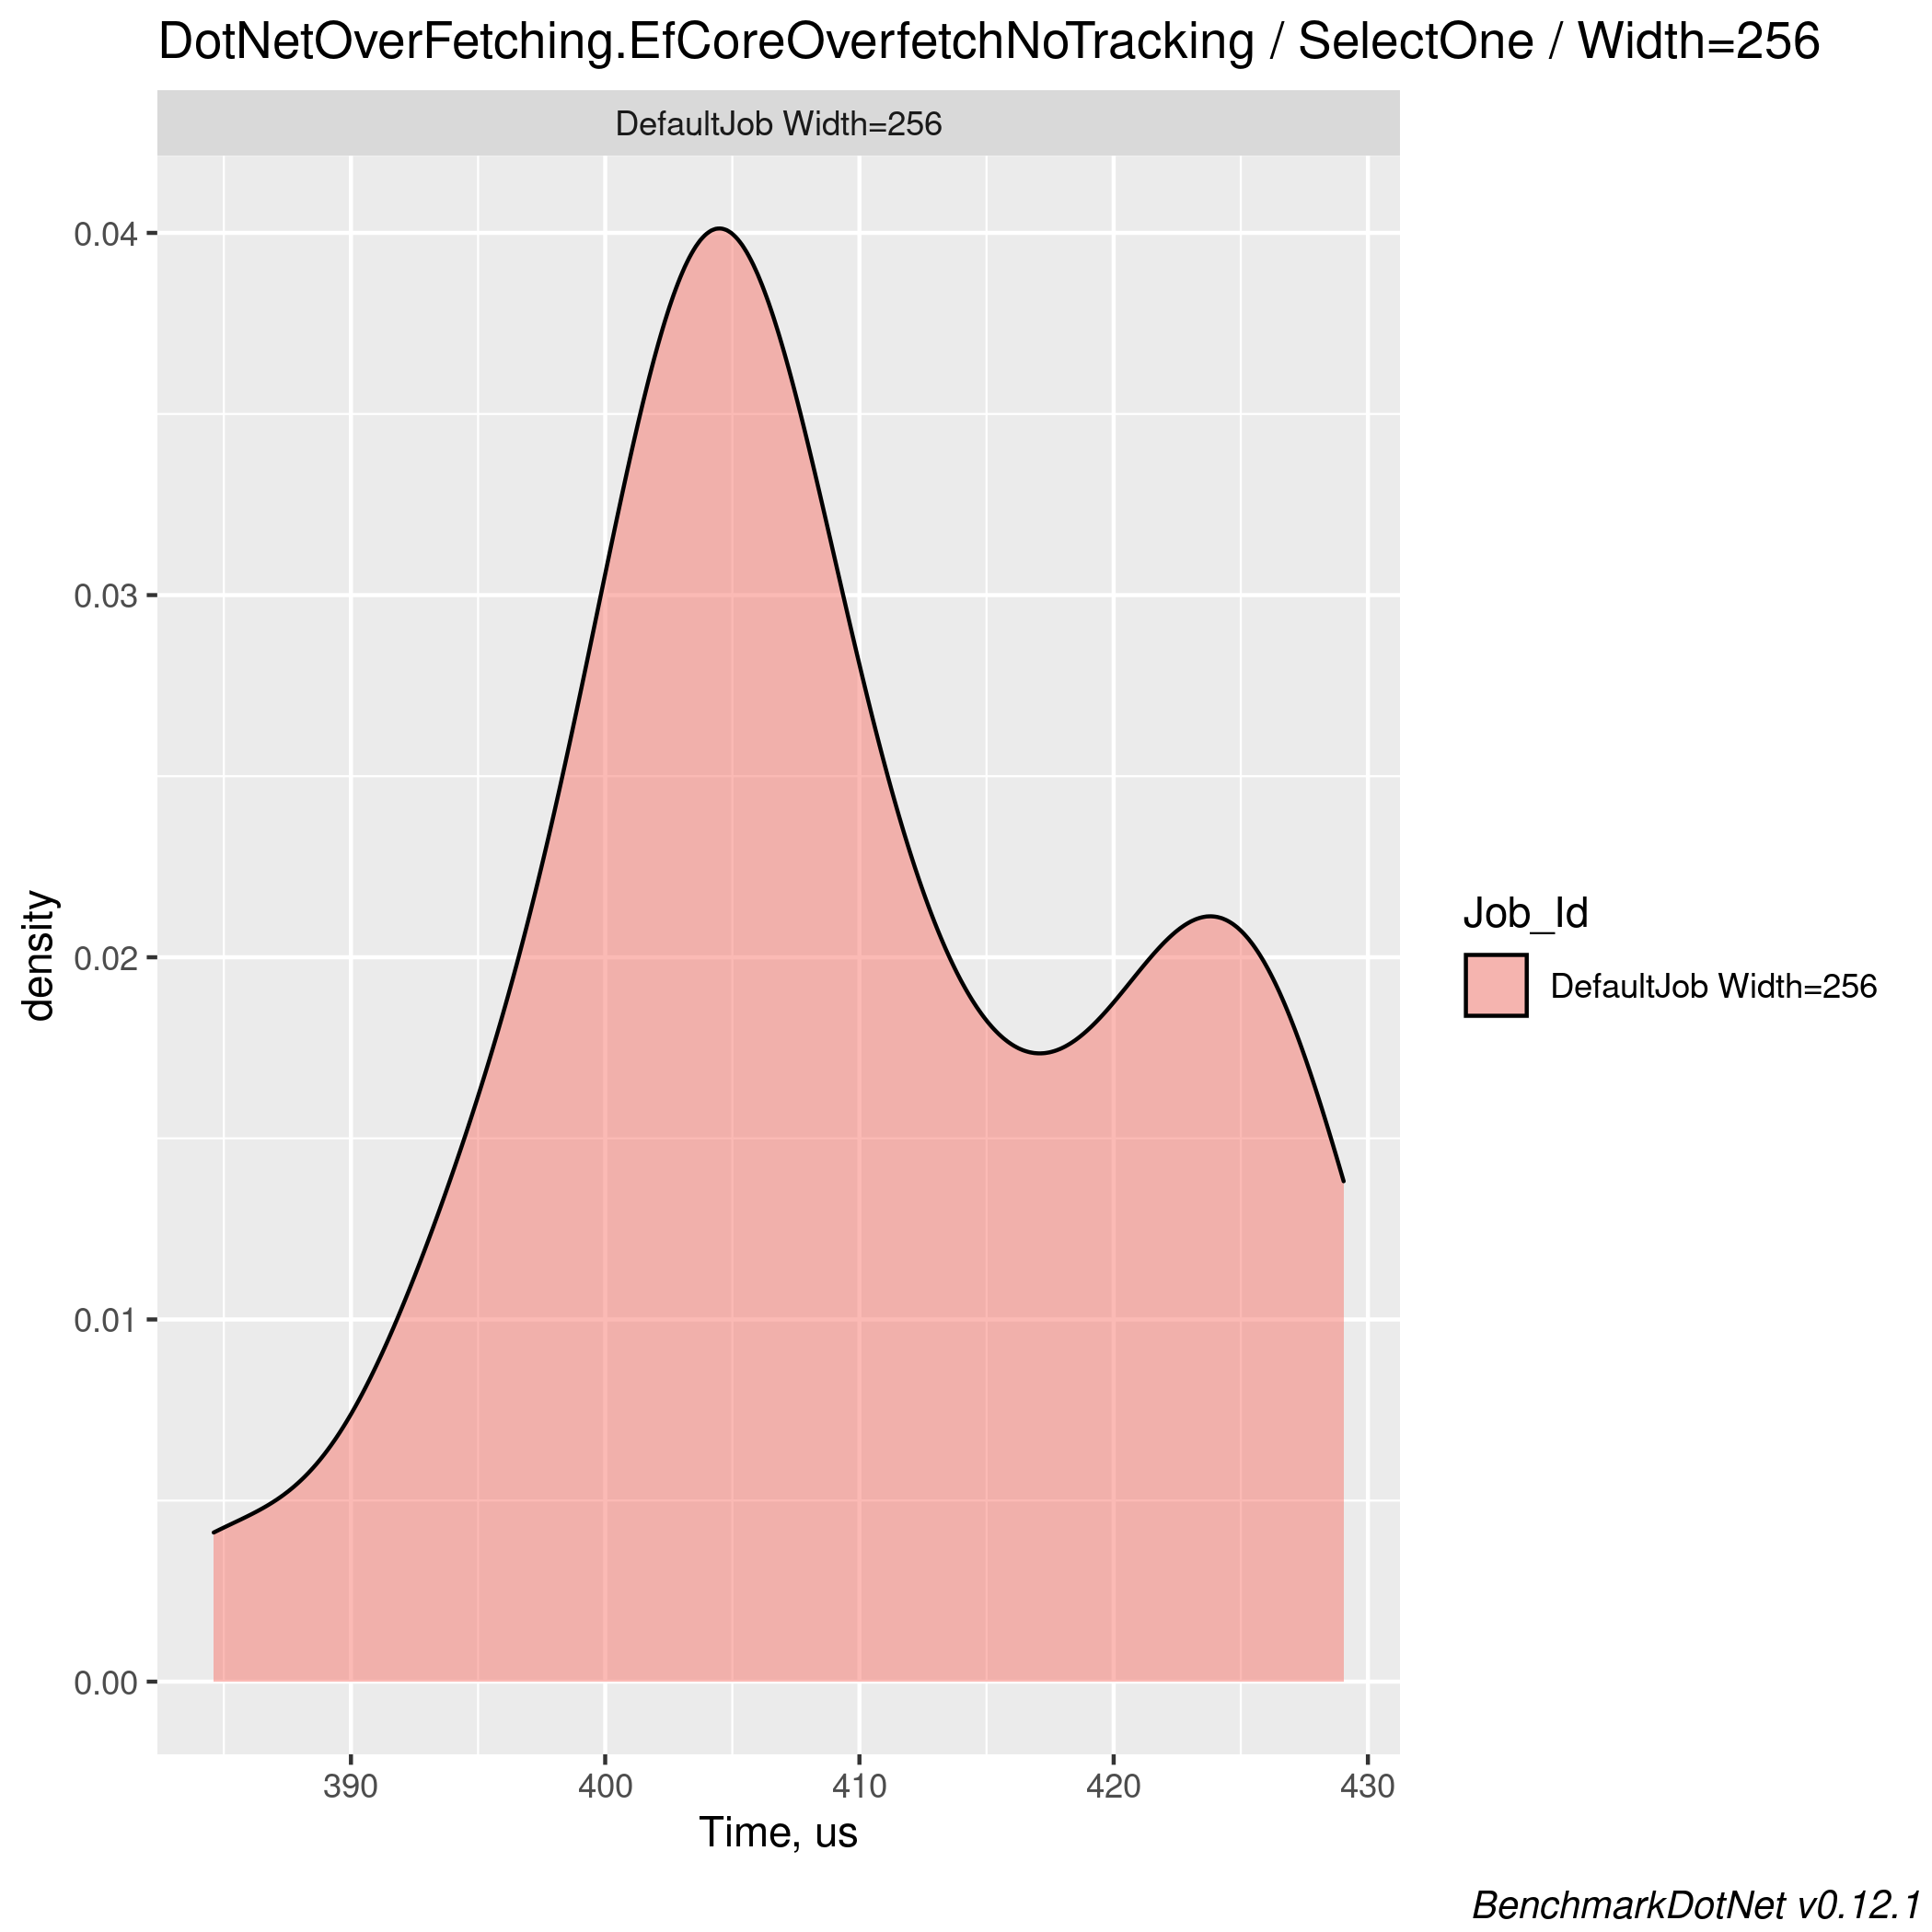 DotNetOverFetching.EfCoreOverfetchNoTracking / SelectOne / Width=256
DefaultJob Width=256
0.04
0.03
0.02
0.01
0.00
density
390 400 410 420 430
Time, us
Job_Id
DefaultJob Width=256
BenchmarkDotNet v0.12.1